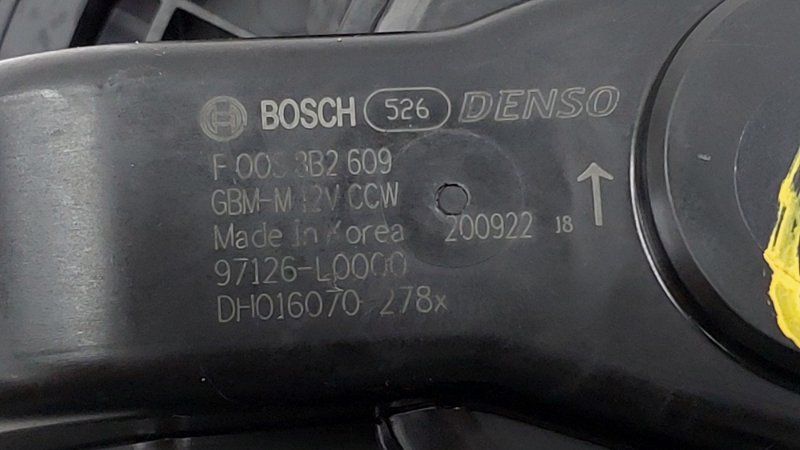 BOSCH 526 DENSO
F 00S 3B2 609
GBM-M 12V CCW
Made In Korea 200922 18
97126-L0000
DH016070 278x